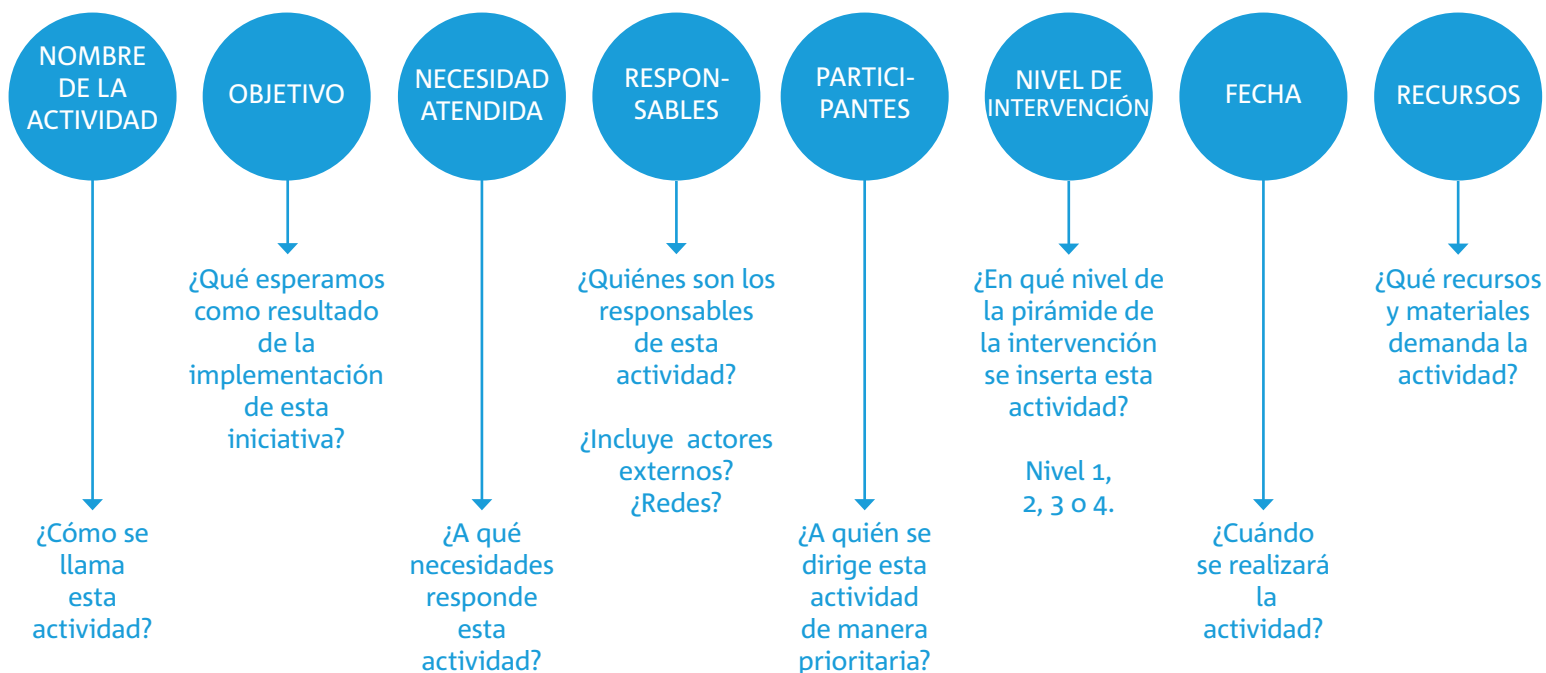 NOMBRE
DE LA
ACTIVIDAD
OBJETIVO
NECESIDAD
ATENDIDA
RESPON-
SABLES
PARTICI-
PANTES
NIVEL DE
INTERVENCIÓN
FECHA
RECURSOS
¿Cómo se
llama
esta
actividad?
¿Qué esperamos
como resultado
de la
implementación
de esta
iniciativa?
¿A qué
necesidades
responde
esta
actividad?
¿Quiénes son los
responsables
de esta
actividad?
¿Incluye actores
externos?
¿Redes?
¿A quién se
dirige esta
actividad
de manera
prioritaria?
¿En qué nivel de
la pirámide de
la intervención
se inserta esta
actividad?
Nivel 1,
2, 3 o 4.
¿Cuándo
se realizará
la
actividad?
¿Qué recursos
y materiales
demanda la
actividad?